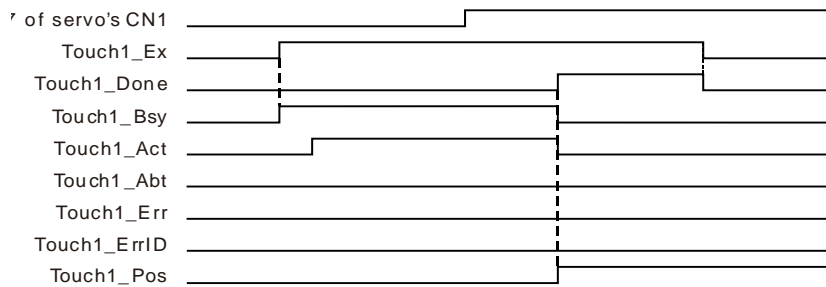 of servo's CN1
Touch1_Ex
Touch1_Done
Touch1_Bsy
Touch1_Act
Touch1_Abt
Touch1_Err
Touch1_ErrID
Touch1_Pos